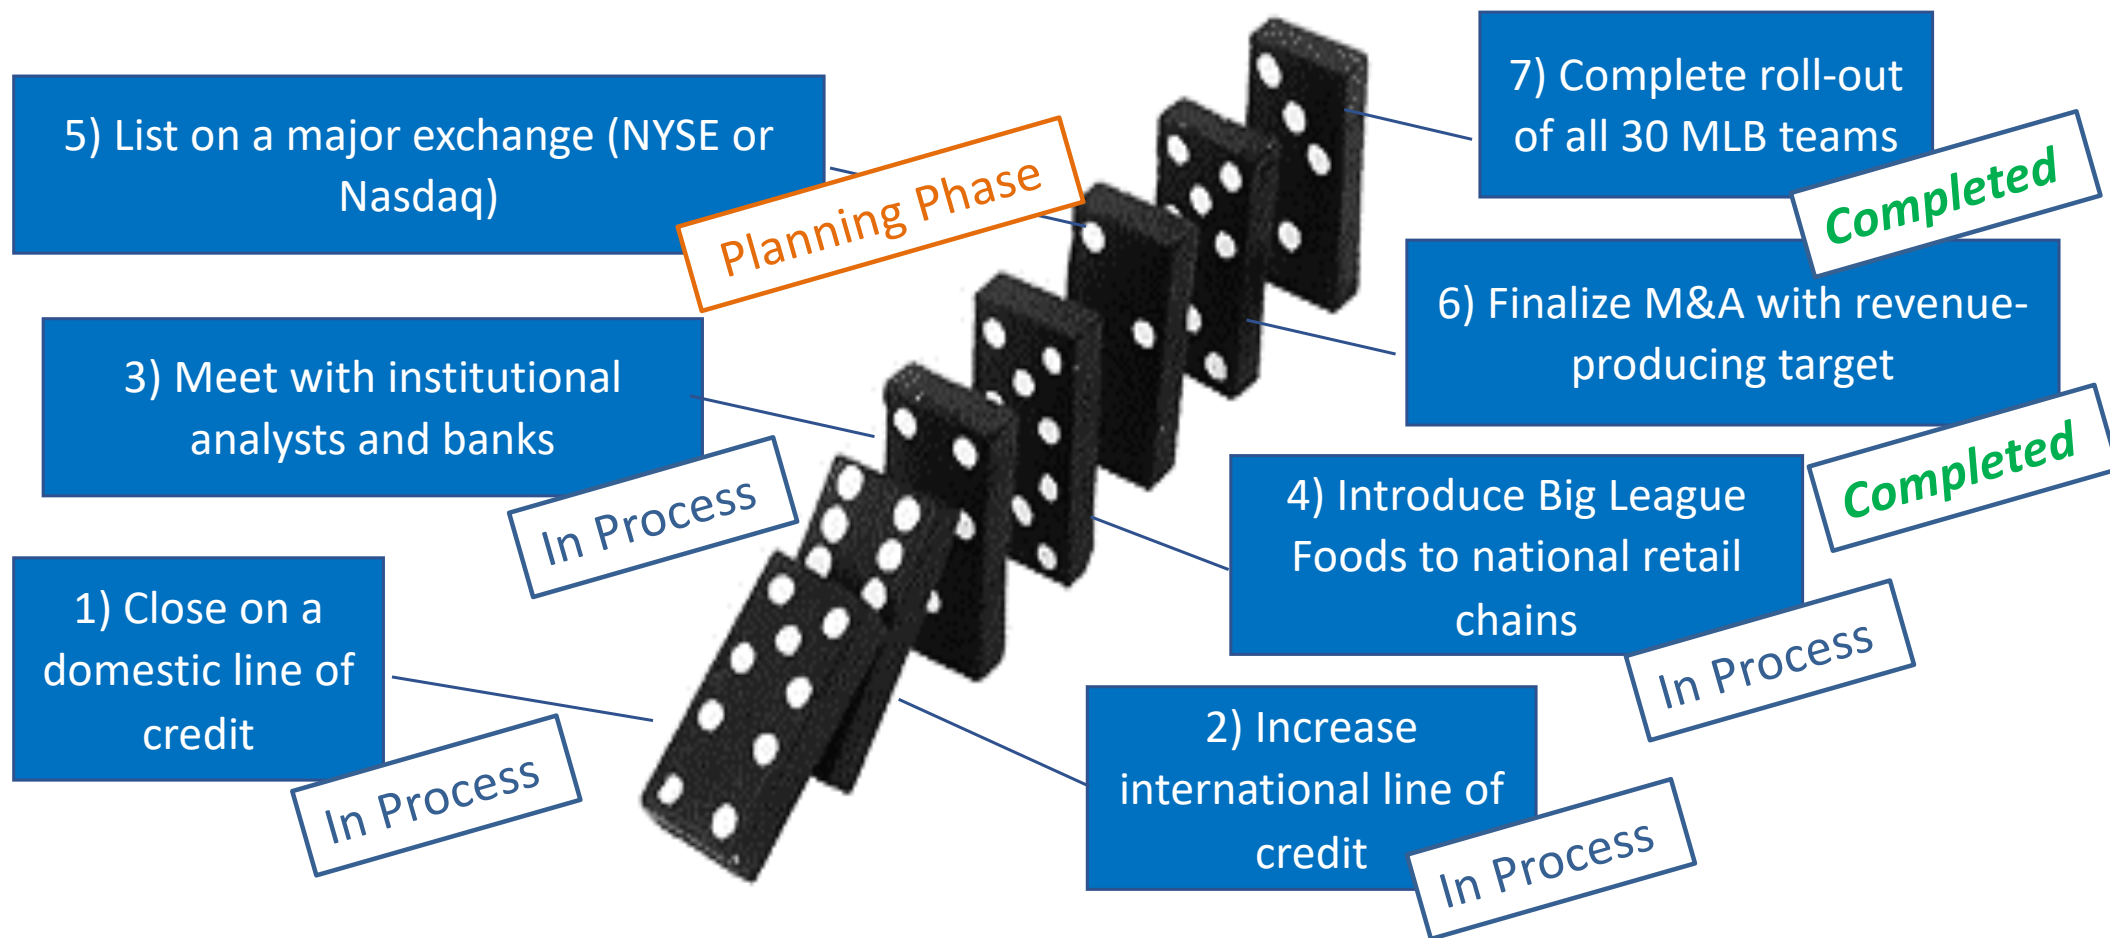 5) List on a major exchange (NYSE or
Nasdaq)
Planning Phase
7) Complete roll-out
of all 30 MLB teams
Completed
3) Meet with institutional
analysts and banks
In Process
6) Finalize M&A with revenue-
producing target
Completed
1) Close on a
domestic line of
credit
In Process
4) Introduce Big League
Foods to national retail
chains
In Process
2) Increase
international line of
credit
In Process